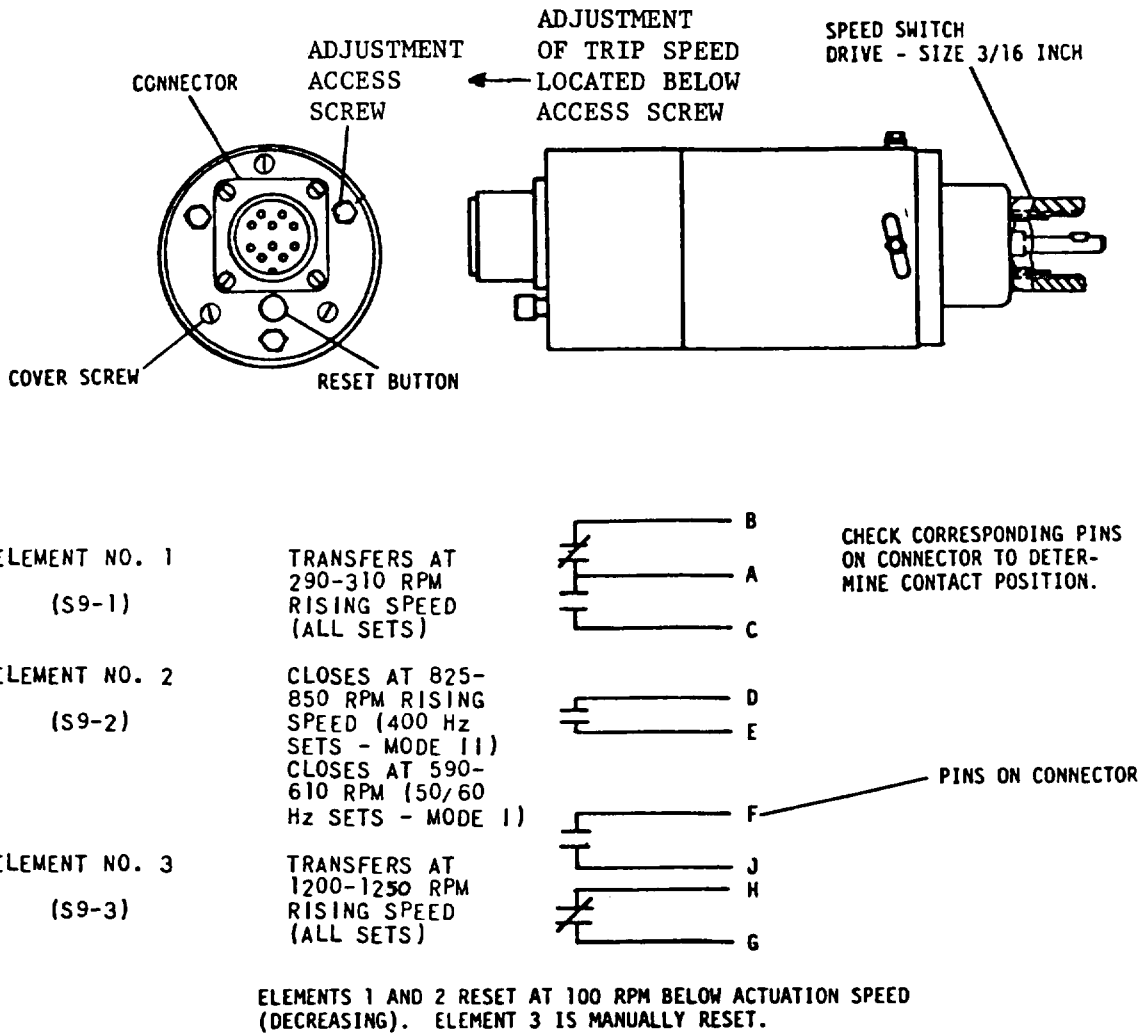 CONNECTOR
ADJUSTMENT
ACCESS
SCREW
ADJUSTMENT
OF TRIP SPEED
LOCATED BELOW
ACCESS SCREW
SPEED SWITCH
DRIVE - SIZE 3/16 INCH
COVER SCREW
RESET BUTTON
ELEMENT NO. 1
(S9-1)
TRANSFERS AT
290-310 RPM
RISING SPEED
(ALL SETS)
B
A
C
CHECK CORRESPONDING PINS
ON CONNECTOR TO DETER-
MINE CONTACT POSITION.
ELEMENT NO. 2
(S9-2)
CLOSES AT 825-
850 RPM RISING
SPEED (400 Hz
SETS - MODE II)
CLOSES AT 590-
610 RPM (50/60
Hz SETS - MODE I)
D
E
F
J
PINS ON CONNECTOR
ELEMENT NO. 3
(S9-3)
TRANSFERS AT
1200-1250 RPM
RISING SPEED
(ALL SETS)
H
G
ELEMENTS 1 AND 2 RESET AT 100 RPM BELOW ACTUATION SPEED
(DECREASING). ELEMENT 3 IS MANUALLY RESET.